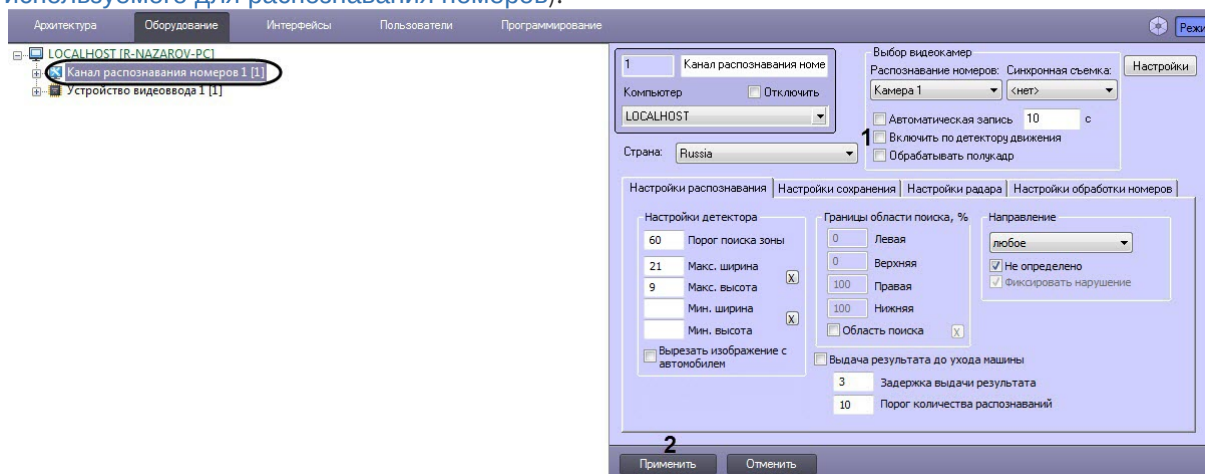 используемого для распознавания номеров).
Архитектура Оборудование Интерфейсы Пользователи Программирование
Режи
LOCALHOST [R-NAZAROV-PC]
Канал распознавания номеров 1 [1]
Устройство видеоввода 1 [1]
1 Канал распознавания номе
Компьютер Отключить
LOCALHOST
Страна: Russia
Выбор видеокамер
Распознавание номеров: Синхронная съемка:
Камера 1 <нет>
Автоматическая запись 10 с
1 Включить по детектору движения
Обрабатывать полукадр
Настройки
Настройки распознавания Настройки сохранения Настройки радара Настройки обработки номеров
Настройки детектора
60 Порог поиска зоны
21 Макс. ширина
9 Макс. высота
X
Мин. ширина
Мин. высота
X
Вырезать изображение с
автомобилем
Границы области поиска, %
0 Левая
0 Верхняя
100 Правая
100 Нижняя
Область поиска X
Направление
любое
Не определено
Фиксировать нарушение
Выдача результата до ухода машины
3 Задержка выдачи результата
10 Порог количества распознаваний
2
Применить Отменить